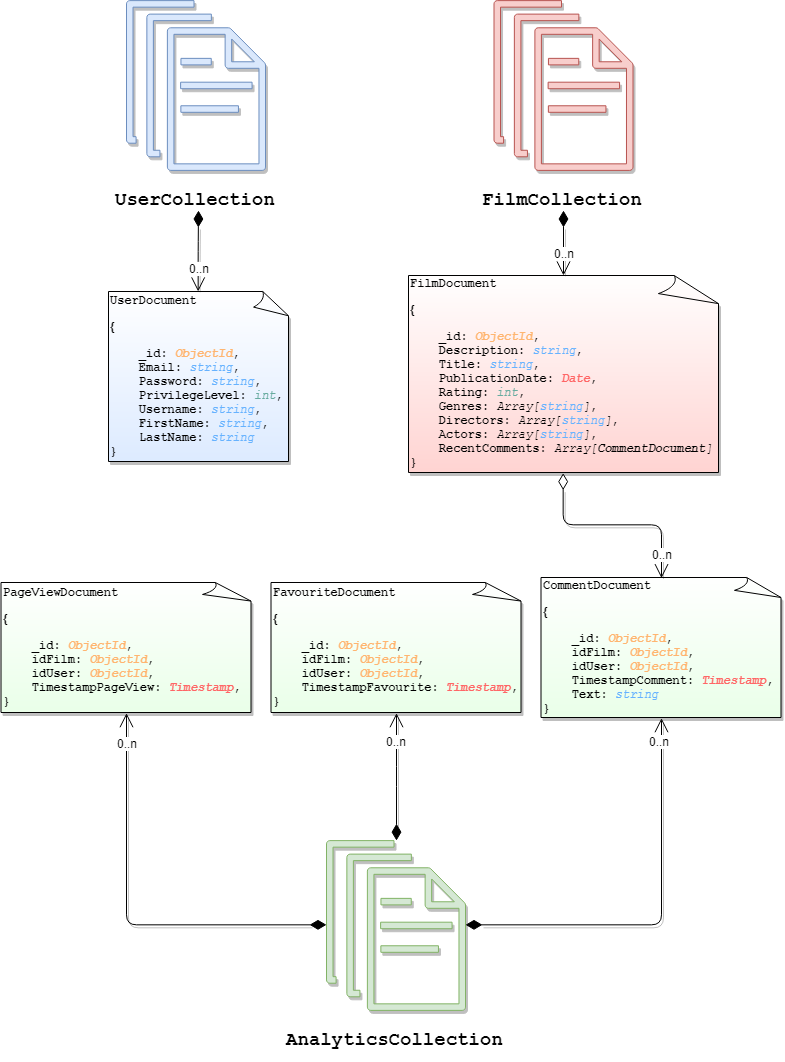 UserCollection
FilmCollection
0..n
0..n
UserDocument
{
_id: ObjectId,
Email: string,
Password: string,
PrivilegeLevel: int,
Username: string,
FirstName: string,
LastName: string
}
FilmDocument
{
_id: ObjectId,
Description: string,
Title: string,
PublicationDate: Date,
Rating: int,
Genres: Array[string],
Directors: Array[string],
Actors: Array[string],
RecentComments: Array[CommentDocument]
}
0..n
PageViewDocument
{
_id: ObjectId,
idFilm: ObjectId,
idUser: ObjectId,
TimestampPageView: Timestamp,
}
FavouriteDocument
{
_id: ObjectId,
idFilm: ObjectId,
idUser: ObjectId,
TimestampFavourite: Timestamp,
}
CommentDocument
{
_id: ObjectId,
idFilm: ObjectId,
idUser: ObjectId,
TimestampComment: Timestamp,
Text: string
}
0..n
0..n
0..n
AnalyticsCollection